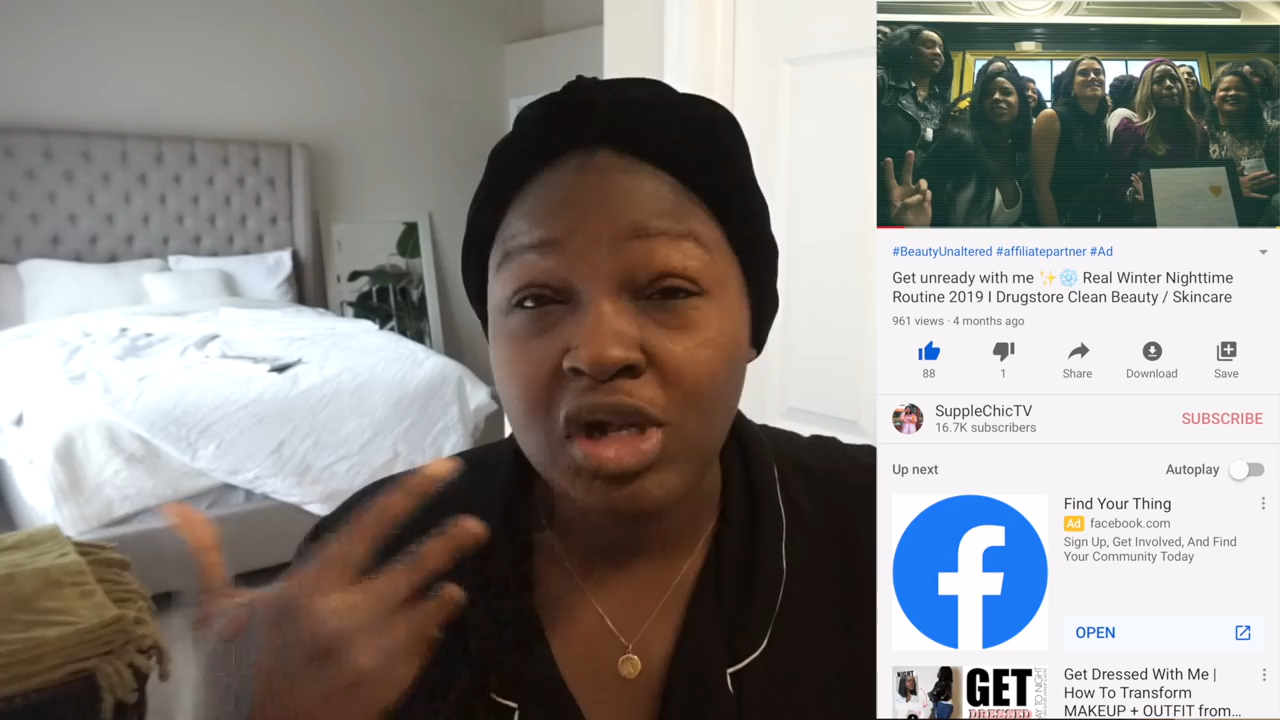 #BeautyUnaltered #affiliatepartner #Ad
Get unready with me ✨❄️ Real Winter Nighttime
Routine 2019 I Drugstore Clean Beauty / Skincare
961 views · 4 months ago
88
1
Share
Download
Save
SuppleChicTV
16.7K subscribers
SUBSCRIBE
Up next
Autoplay
Find Your Thing
Ad facebook.com
Sign Up, Get Involved, And Find
Your Community Today
OPEN
NIGHT
GET
DRESSED
Get Dressed With Me |
How To Transform
MAKEUP + OUTFIT from...